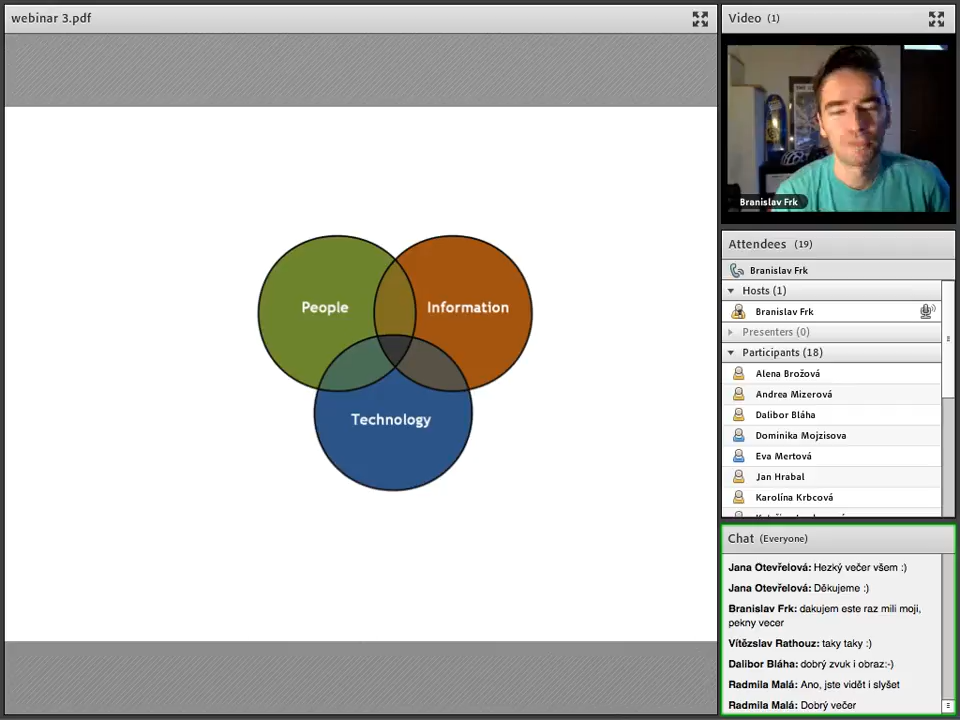 webinar 3.pdf
People
Information
Technology
Video (1)
Branislav Frk
Attendees (19)
Branislav Frk
Hosts (1)
Branislav Frk
Presenters (0)
Participants (18)
Alena Brožová
Andrea Mizerová
Dalibor Bláha
Dominika Mojzisova
Eva Mertová
Jan Hrabal
Karolína Krbcová
Chat (Everyone)
Jana Otevřelová: Hezký večer všem :)
Jana Otevřelová: Děkujeme :)
Branislav Frk: dakujem este raz mili moji,
pekny vecer
Vítězslav Rathouz: taky taky :)
Dalibor Bláha: dobrý zvuk i obraz:-)
Radmila Malá: Ano, jste vidět i slyšet
Radmila Malá: Dobrý večer